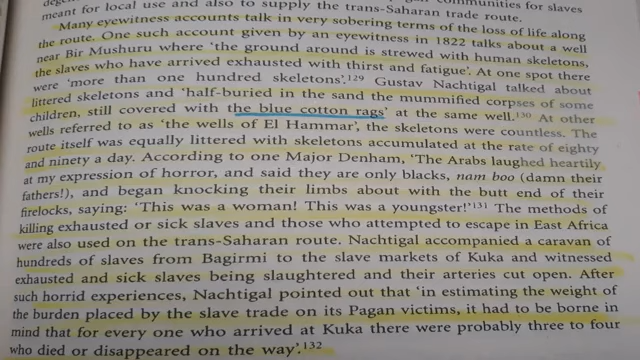 communities for slaves
meant for local use and also to supply the trans-Saharan trade route.
Many eyewitness accounts talk in very sobering terms of the loss of life along
the route. One such account given by an eyewitness in 1822 talks about a well
near Bir Mushuru where 'the ground around is strewed with human skeletons,
the slaves who have arrived exhausted with thirst and fatigue'. At one spot there
were 'more than one hundred skeletons'.129 Gustav Nachtigal talked about
littered skeletons and 'half-buried in the sand the mummified corpses of some
children, still covered with the blue cotton rags' at the same well.130 At other
wells referred to as 'the wells of El Hammar', the skeletons were countless. The
route itself was equally littered with skeletons accumulated at the rate of eighty
and ninety a day. According to one Major Denham, 'The Arabs laughed heartily
at my expression of horror, and said they are only blacks, nam boo (damn their
fathers!), and began knocking their limbs about with the butt end of their
firelocks, saying: 'This was a woman! This was a youngster!'131 The methods of
killing exhausted or sick slaves and those who attempted to escape in East Africa
were also used on the trans-Saharan route. Nachtigal accompanied a caravan of
hundreds of slaves from Bagirmi to the slave markets of Kuka and witnessed
exhausted and sick slaves being slaughtered and their arteries cut open. After
such horrid experiences, Nachtigal pointed out that 'in estimating the weight of
the burden placed by the slave trade on its Pagan victims, it had to be borne in
mind that for every one who arrived at Kuka there were probably three to four
who died or disappeared on the way'.132